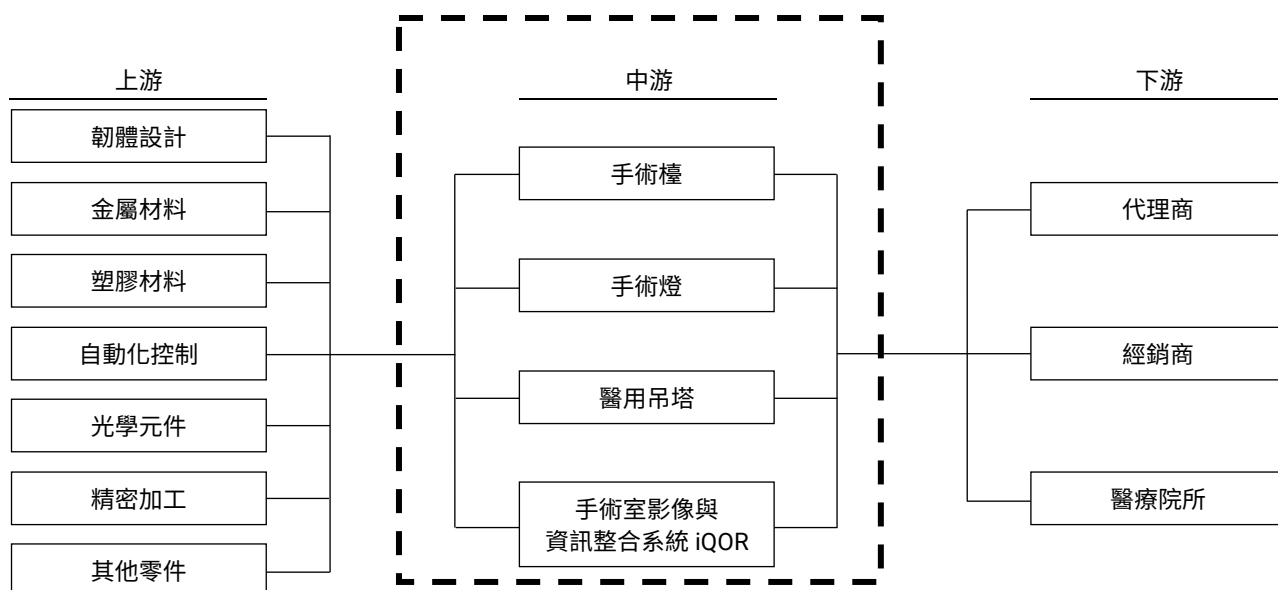 上游
韌體設計
金屬材料
塑膠材料
自動化控制
光學元件
精密加工
其他零件
中游
手術檯
手術燈
醫用吊塔
手術室影像與
資訊整合系統 iQOR
下游
代理商
經銷商
醫療院所